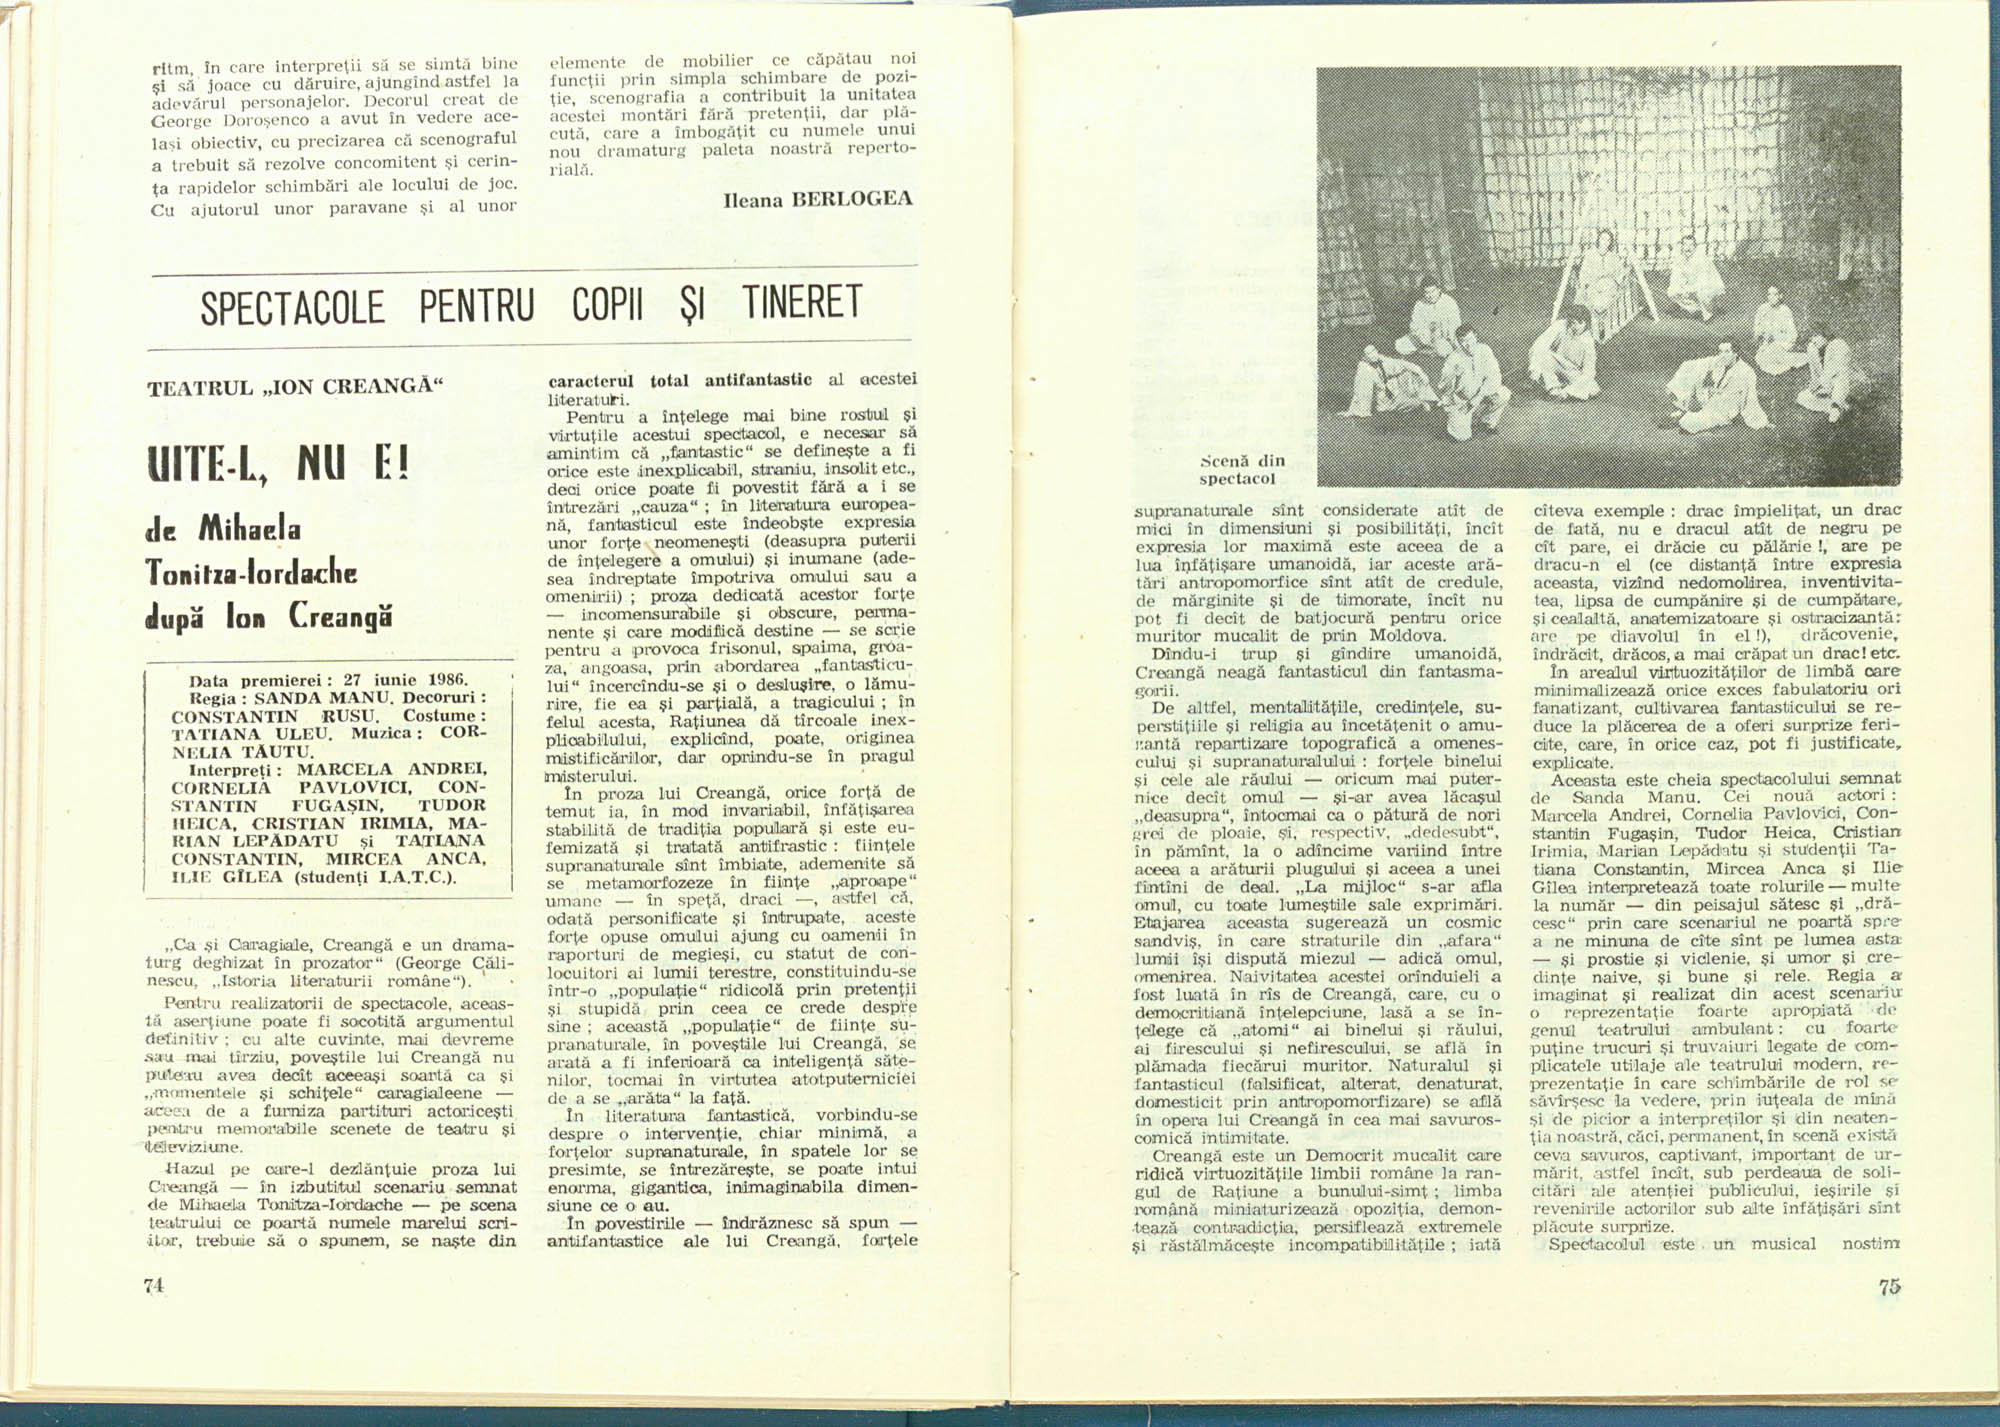 ritm, în care interpreții să se simtă bine
și să joace cu dăruire, ajungînd astfel la
adevărul personajelor. Decorul creat de
George Doroșenco a avut în vedere ace-
lași obiectiv, cu precizarea că scenograful
a trebuit să rezolve concomitent și cerin-
ța rapidelor schimbări ale locului de joc.
Cu ajutorul unor paravane și al unor
elemente de mobilier ce căpătau noi
funcții prin simpla schimbare de pozi-
ție, scenografia a contribuit la unitatea
acestei montări fără pretenții, dar plă-
cută, care a îmbogățit cu numele unui
nou dramaturg paleta noastră reperto-
rială.
Ileana BERLOGEA
SPECTACOLE PENTRU COPII ȘI TINERET
TEATRUL „ION CREANGĂ“
UITE-L, NU E!
de Mihaela
Tonitza-Iordache
după Ion Creangă
Data premierei : 27 iunie 1986.
Regia : SANDA MANU. Decoruri :
CONSTANTIN RUSU. Costume :
TATIANA ULEU. Muzica : COR-
NELIA TĂUTU.
Interpreți : MARCELA ANDREI,
CORNELIA PAVLOVICI, CON-
STANTIN FUGAȘIN, TUDOR
HEICA, CRISTIAN IRIMIA, MA-
RIAN LEPĂDATU și TATIANA
CONSTANTIN, MIRCEA ANCA,
ILIE GÎLEA (studenți I.A.T.C.).
„Ca și Caragiale, Creangă e un drama-
turg deghizat în prozator“ (George Căli-
nescu, „Istoria literaturii române“).
Pentru realizatorii de spectacole, aceas-
tă aserțiune poate fi socotită argumentul
definitiv ; cu alte cuvinte, mai devreme
sau mai tîrziu, poveștile lui Creangă nu
puteau avea decît aceeași soartă ca și
„momentele și schițele“ caragialeene —
aceea de a furniza partituri actoricești
pentru memorabile scenete de teatru și
televiziune.
Hazul pe care-l dezlănțuie proza lui
Creangă — în izbutitul scenariu semnat
de Mihaela Tonitza-Iordache — pe scena
teatrului ce poartă numele marelui scri-
itor, trebuie să o spunem, se naște din
caracterul total antifantastic al acestei
literaturi.
Pentru a înțelege mai bine rostul și
virtuțile acestui spectacol, e necesar să
amintim că „fantastic“ se definește a fi
orice este inexplicabil, straniu, insolit etc.,
deci orice poate fi povestit fără a i se
întrezări „cauza“ ; în literatura europea-
nă, fantasticul este îndeobște expresia
unor forțe neomenești (deasupra puterii
de înțelegere a omului) și inumane (ade-
sea îndreptate împotriva omului sau a
omenirii) ; proza dedicată acestor forțe
— incomensurabile și obscure, perma-
nente și care modifică destine — se scrie
pentru a provoca frisonul, spaima, groa-
za, angoasa, prin abordarea „fantasticu-
lui“ încercîndu-se și o deslușire, o lămu-
rire, fie ea și parțială, a tragicului ; în
felul acesta, Rațiunea dă tîrcoale inex-
plicabilului, explicînd, poate, originea
mistificărilor, dar oprindu-se în pragul
misterului.
În proza lui Creangă, orice forță de
temut ia, în mod invariabil, înfățișarea
stabilită de tradiția populară și este eu-
femizată și tratată antifrastic : ființele
supranaturale sînt îmbiate, ademenite să
se metamorfozeze în ființe „aproape“
umane — în speță, draci —, astfel că,
odată personificate și întrupate, aceste
forțe opuse omului ajung cu oamenii în
raporturi de megieși, cu statut de con-
locuitori ai lumii terestre, constituindu-se
într-o „populație“ ridicolă prin pretenții
și stupidă prin ceea ce crede despre
sine ; această „populație“ de ființe su-
pranaturale, în poveștile lui Creangă, se
arată a fi inferioară ca inteligență săte-
nilor, tocmai în virtutea atotputerniciei
de a se „arăta“ la față.
În literatura fantastică, vorbindu-se
despre o intervenție, chiar minimă, a
forțelor supranaturale, în spatele lor se
presimte, se întrezărește, se poate intui
enorma, gigantica, inimaginabila dimen-
siune ce o au.
În povestirile — îndrăznesc să spun —
antifantastice ale lui Creangă, forțele
74
Scenă din
spectacol
supranaturale sînt considerate atît de
mici în dimensiuni și posibilități, încît
expresia lor maximă este aceea de a
lua înfățișare umanoidă, iar aceste ară-
tări antropomorfice sînt atît de credule,
de mărginite și de timorate, încît nu
pot fi decît de batjocură pentru orice
muritor mucalit de prin Moldova.
Dîndu-i trup și gîndire umanoidă,
Creangă neagă fantasticul din fantasma-
gorii.
De altfel, mentalitățile, credințele, su-
perstițiile și religia au încetățenit o amu-
zantă repartizare topografică a omenes-
cului și supranaturalului : forțele binelui
și cele ale răului — oricum mai puter-
nice decît omul — și-ar avea lăcașul
„deasupra“, întocmai ca o pătură de nori
grei de ploaie, și, respectiv, „dedesubt“,
în pămînt, la o adîncime variind între
aceea a arăturii plugului și aceea a unei
fîntîni de deal. „La mijloc“ s-ar afla
omul, cu toate lumeștile sale exprimări.
Etajarea aceasta sugerează un cosmic
sandviș, în care straturile din „afara“
lumii își dispută miezul — adică omul,
omenirea. Naivitatea acestei orînduieli a
fost luată în rîs de Creangă, care, cu o
democritiană înțelepciune, lasă a se în-
țelege că „atomi“ ai binelui și răului,
ai firescului și nefirescului, se află în
plămada fiecărui muritor. Naturalul și
fantasticul (falsificat, alterat, denaturat,
domesticit prin antropomorfizare) se află
în opera lui Creangă în cea mai savuros-
comică intimitate.
Creangă este un Democrit mucalit care
ridică virtuozitățile limbii române la ran-
gul de Rațiune a bunului-simț ; limba
română miniaturizează opoziția, demon-
tează contradicția, persiflează extremele
și răstălmăcește incompatibilitățile ; iată
cîteva exemple : drac împielițat, un drac
de fată, nu e dracul atît de negru pe
cît pare, ei drăcie cu pălărie !, are pe
dracu-n el (ce distanță între expresia
aceasta, vizînd nedomolirea, inventivita-
tea, lipsa de cumpănire și de cumpătare,
și cealaltă, anatemizatoare și ostracizantă:
are pe diavolul în el !), drăcovenie,
îndrăcit, drăcos, a mai crăpat un drac! etc.
În arealul virtuozităților de limbă care
minimalizează orice exces fabulatoriu ori
fanatizant, cultivarea fantasticului se re-
duce la plăcerea de a oferi surprize feri-
cite, care, în orice caz, pot fi justificate,
explicate.
Aceasta este cheia spectacolului semnat
de Sanda Manu. Cei nouă actori :
Marcela Andrei, Cornelia Pavlovici, Con-
stantin Fugașin, Tudor Heica, Cristian
Irimia, Marian Lepădatu și studenții Ta-
tiana Constantin, Mircea Anca și Ilie
Gîlea interpretează toate rolurile — multe
la număr — din peisajul sătesc și „dră-
cesc“ prin care scenariul ne poartă spre
a ne minuna de cîte sînt pe lumea asta
— și prostie și viclenie, și umor și cre-
dințe naive, și bune și rele. Regia a
imaginat și realizat din acest scenariu
o reprezentație foarte apropiată de
genul teatrului ambulant : cu foarte
puține trucuri și truvaiuri legate de com-
plicatele utilaje ale teatrului modern, re-
prezentație în care schimbările de rol se
săvîrșesc la vedere, prin iuțeala de mînă
și de picior a interpreților și din neaten-
ția noastră, căci, permanent, în scenă există
ceva savuros, captivant, important de ur-
mărit, astfel încît, sub perdeaua de soli-
citări ale atenției publicului, ieșirile și
revenirile actorilor sub alte înfățișări sînt
plăcute surprize.
Spectacolul este un musical nostim
75